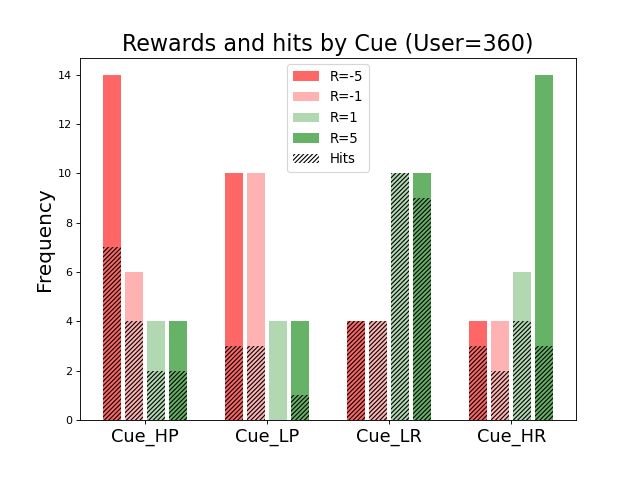 Rewards and hits by Cue (User=360)
14
12
10
8
6
4
2
0
Frequency
R=-5
R=-1
R=1
R=5
Hits
Cue_HP
Cue_LP
Cue_LR
Cue_HR